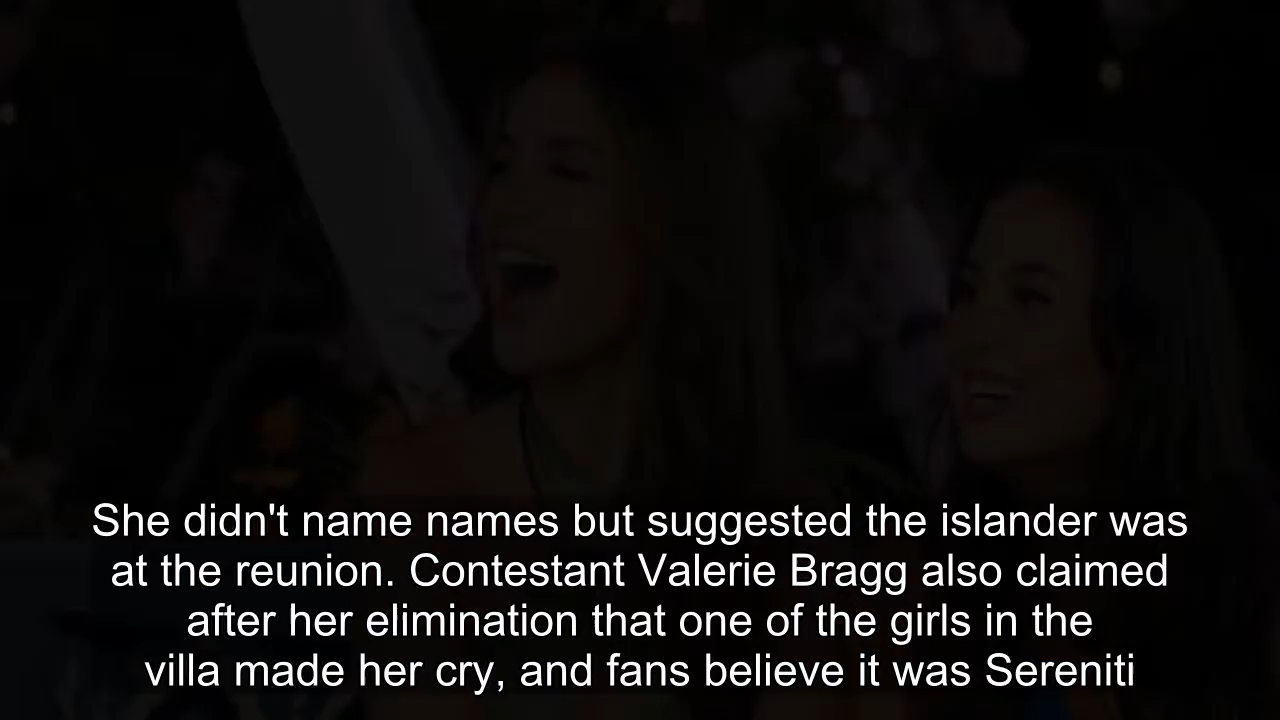 She didn't name names but suggested the islander was
at the reunion. Contestant Valerie Bragg also claimed
after her elimination that one of the girls in the
villa made her cry, and fans believe it was Sereniti